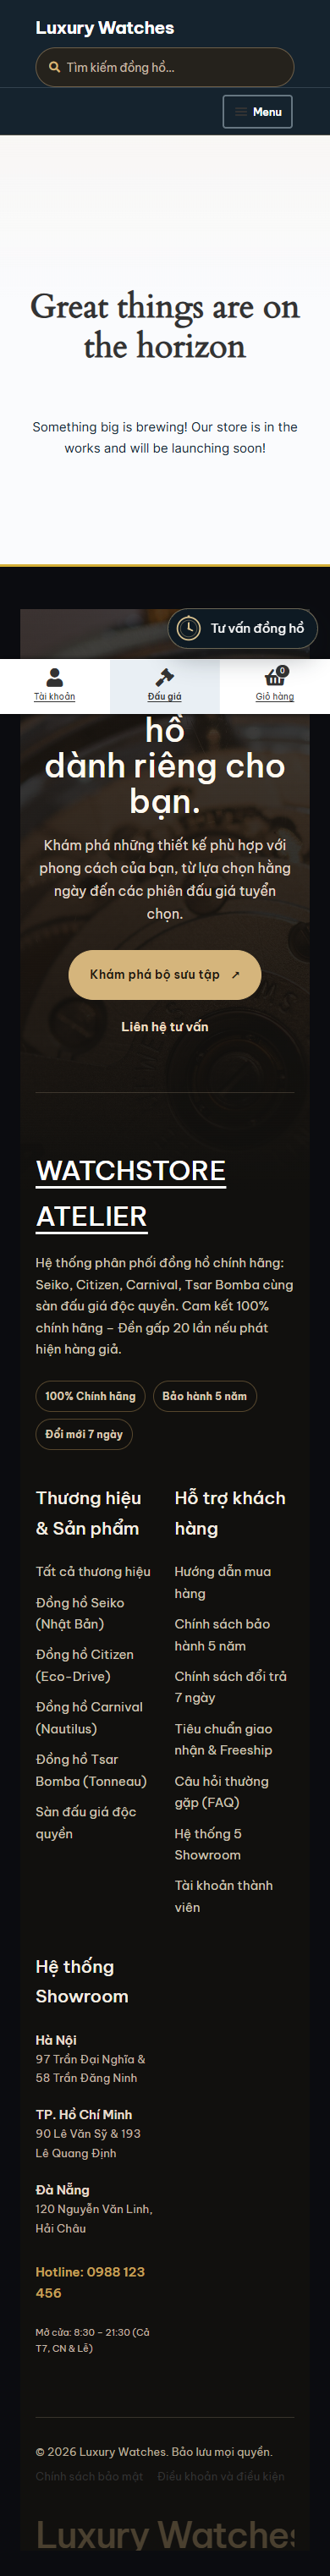 Luxury Watches
Tìm kiếm đồng hồ...
Menu
Great things are on
the horizon
Something big is brewing! Our store is in the
works and will be launching soon!
Tư vấn đồng hồ
Tài khoản
Đấu giá
0
Giỏ hàng
hồ
dành riêng cho
bạn.
Khám phá những thiết kế phù hợp với
phong cách của bạn, từ lựa chọn hằng
ngày đến các phiên đấu giá tuyển
chọn.
Khám phá bộ sưu tập ↗
Liên hệ tư vấn
WATCHSTORE
ATELIER
Hệ thống phân phối đồng hồ chính hãng:
Seiko, Citizen, Carnival, Tsar Bomba cùng
sàn đấu giá độc quyền. Cam kết 100%
chính hãng – Đền gấp 20 lần nếu phát
hiện hàng giả.
100% Chính hãng
Bảo hành 5 năm
Đổi mới 7 ngày
Thương hiệu
& Sản phẩm
Tất cả thương hiệu
Đồng hồ Seiko
(Nhật Bản)
Đồng hồ Citizen
(Eco-Drive)
Đồng hồ Carnival
(Nautilus)
Đồng hồ Tsar
Bomba (Tonneau)
Sàn đấu giá độc
quyền
Hỗ trợ khách
hàng
Hướng dẫn mua
hàng
Chính sách bảo
hành 5 năm
Chính sách đổi trả
7 ngày
Tiêu chuẩn giao
nhận & Freeship
Câu hỏi thường
gặp (FAQ)
Hệ thống 5
Showroom
Tài khoản thành
viên
Hệ thống
Showroom
Hà Nội
97 Trần Đại Nghĩa &
58 Trần Đăng Ninh
TP. Hồ Chí Minh
90 Lê Văn Sỹ & 193
Lê Quang Định
Đà Nẵng
120 Nguyễn Văn Linh,
Hải Châu
Hotline: 0988 123
456
Mở cửa: 8:30 – 21:30 (Cả
T7, CN & Lễ)
© 2026 Luxury Watches. Bảo lưu mọi quyền.
Chính sách bảo mật
Điều khoản và điều kiện
Luxury Watches